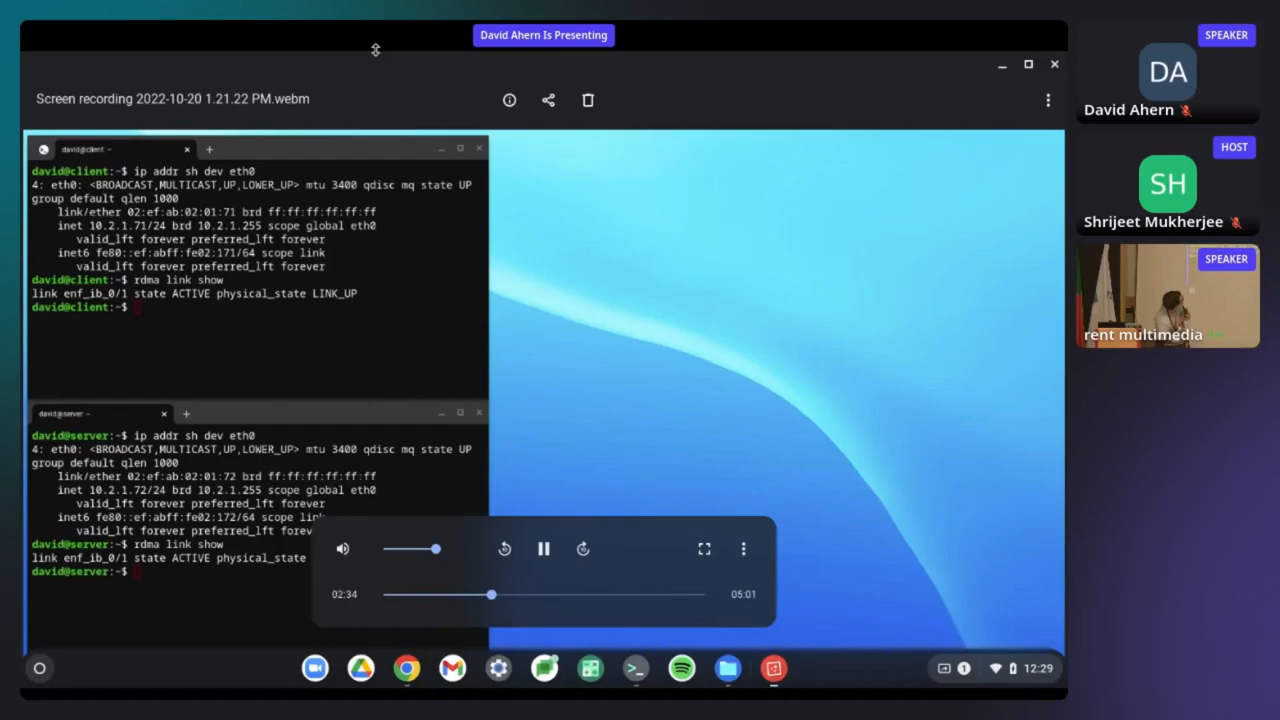 David Ahern Is Presenting
Screen recording 2022-10-20 1.21.22 PM.webm
david@client: ~
david@client:~$ ip addr sh dev eth0
4: eth0: <BROADCAST,MULTICAST,UP,LOWER_UP> mtu 3400 qdisc mq state UP
group default qlen 1000
link/ether 02:ef:ab:02:01:71 brd ff:ff:ff:ff:ff:ff
inet 10.2.1.71/24 brd 10.2.1.255 scope global eth0
valid_lft forever preferred_lft forever
inet6 fe80::ef:abff:fe02:171/64 scope link
valid_lft forever preferred_lft forever
david@client:~$ rdma link show
link enf_ib_0/1 state ACTIVE physical_state LINK_UP
david@client:~$
david@server: ~
david@server:~$ ip addr sh dev eth0
4: eth0: <BROADCAST,MULTICAST,UP,LOWER_UP> mtu 3400 qdisc mq state UP
group default qlen 1000
link/ether 02:ef:ab:02:01:72 brd ff:ff:ff:ff:ff:ff
inet 10.2.1.72/24 brd 10.2.1.255 scope global eth0
valid_lft forever preferred_lft forever
inet6 fe80::ef:abff:fe02:172/64 scope link
valid_lft forever preferred_lft
david@server:~$ rdma link show
link enf_ib_0/1 state ACTIVE physical_state
david@server:~$
02:34
05:01
1
12:29
SPEAKER
DA
David Ahern
HOST
SH
Shrijeet Mukherjee
SPEAKER
rent multimedia